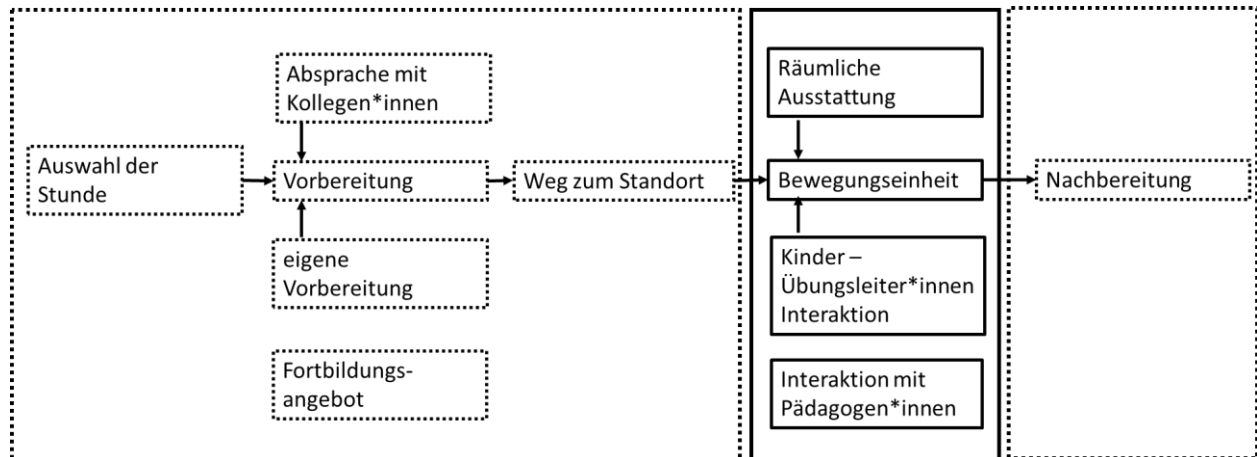 Auswahl der
Stunde
Absprache mit
Kollegen*innen
Vorbereitung
eigene
Vorbereitung
Fortbildungs-
angebot
Weg zum Standort
Räumliche
Ausstattung
Bewegungseinheit
Kinder –
Übungsleiter*innen
Interaktion
Interaktion mit
Pädagogen*innen
Nachbereitung